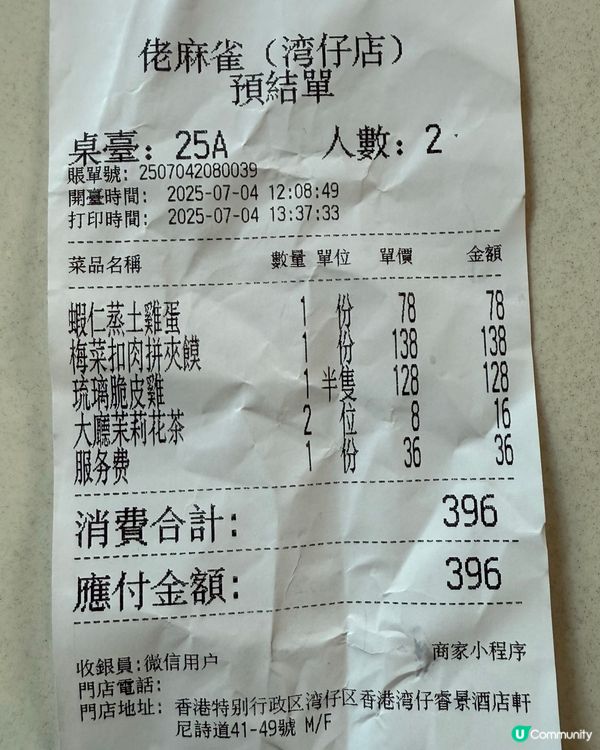 佬麻雀（湾仔店）
預結單
桌臺：25A 人數：2
賬單號：2507042080039
開臺時間：2025-07-04 12:08:49
打印時間：2025-07-04 13:37:33
菜品名稱 數量 單位 單價 金額
蝦仁蒸土雞蛋 1 份 78 78
梅菜扣肉拼夾饃 1 份 138 138
琉璃脆皮雞 1 半隻 128 128
大廳茉莉花茶 2 位 8 16
服务费 1 份 36 36
消費合計： 396
應付金額： 396
收銀員：微信用户 商家小程序
門店電話：
門店地址：香港特别行政区湾仔区香港湾仔睿景酒店軒
尼詩道41-49號 M/F
U Community